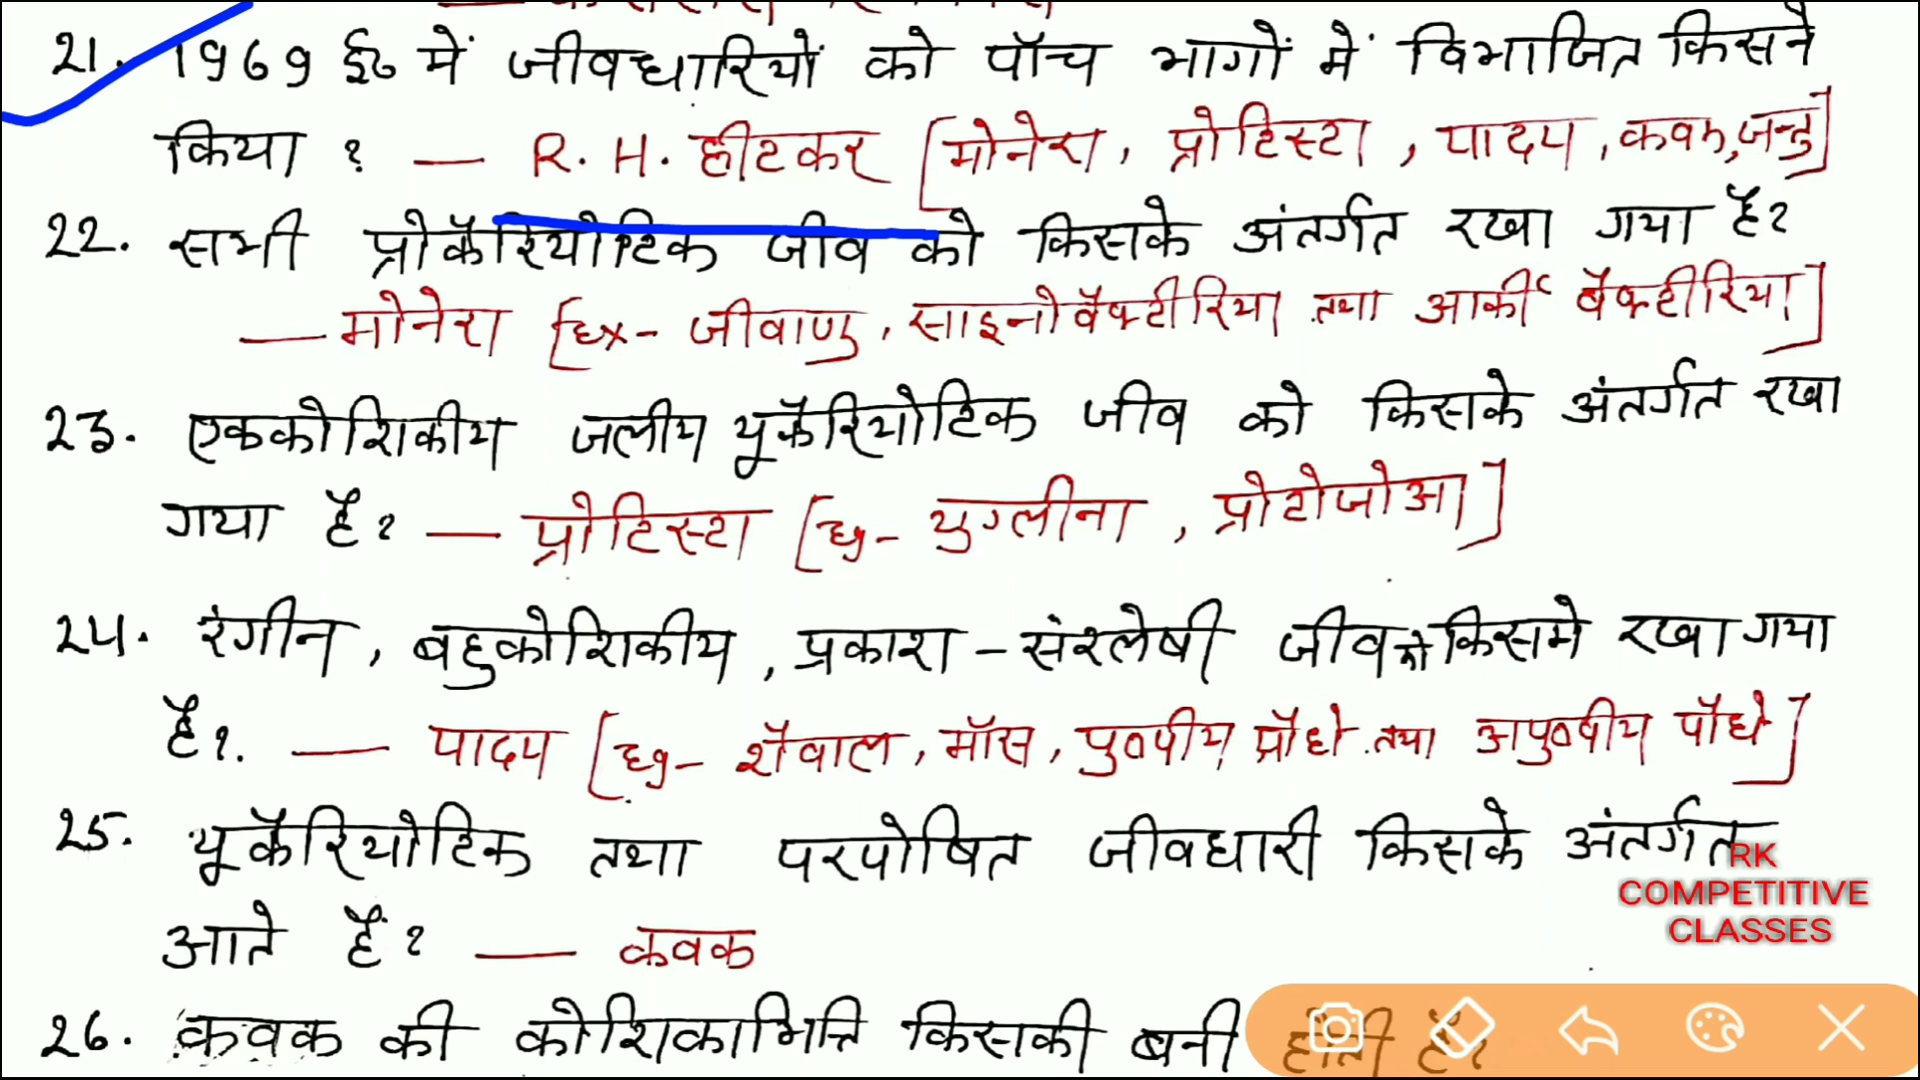 21. 1969 ई० में जीवधारियों को पाँच भागों में विभाजित किसने
किया ? — R. H. ह्वीटकर [मोनेरा, प्रोटिस्टा, पादप, कवक, जन्तु]
22. सभी प्रोकैरियोटिक जीव को किसके अंतर्गत रखा गया है?
— मोनेरा [Ex- जीवाणु, साइनोबैक्टीरिया तथा आर्की बैक्टीरिया]
23. एककोशिकीय जलीय यूकैरियोटिक जीव को किसके अंतर्गत रखा
गया है? — प्रोटिस्टा [Eg- युग्लीना, प्रोटोजोआ]
24. रंगीन, बहुकोशिकीय, प्रकाश-संश्लेषी जीव को किसमे रखा गया
है?. — पादप [Eg- शैवाल, मॉस, पुष्पीय पौधे तथा अपुष्पीय पौधे]
25. यूकैरियोटिक तथा परपोषित जीवधारी किसके अंतर्गत
आते हैं? — कवक
RK
COMPETITIVE
CLASSES
26. कवक की कोशिकाभित्ति किसकी बनी होती है?